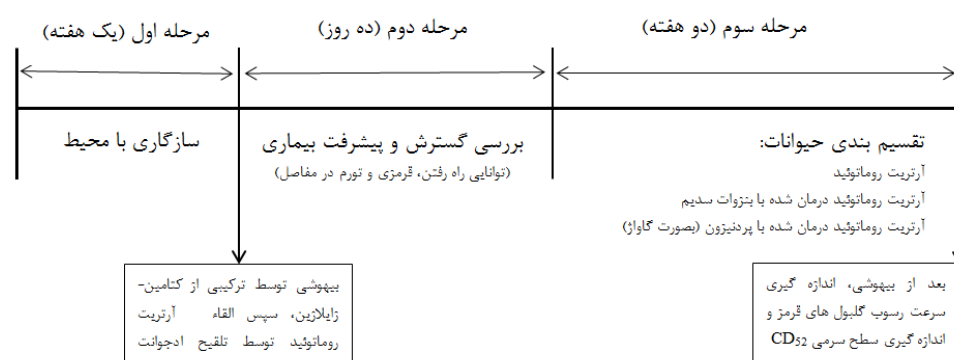 مرحله اول (یک هفته)
مرحله دوم (ده روز)
مرحله سوم (دو هفته)
سازگاری با محیط
بررسی گسترش و پیشرفت بیماری
(توانایی راه رفتن، قرمزی و تورم در مفاصل)
تقسیم بندی حیوانات:
آرتریت روماتوئید
آرتریت روماتوئید درمان شده با بنزوات سدیم
آرتریت روماتوئید درمان شده با پردنیزون (بصورت گاواژ)
بیهوشی توسط ترکیبی از کتامین-
زایلازین، سپس القاء آرتریت
روماتوئید توسط تلقیح ادجوانت
بعد از بیهوشی، اندازه گیری
سرعت رسوب گلبول های قرمز و
اندازه گیری سطح سرمی CD52